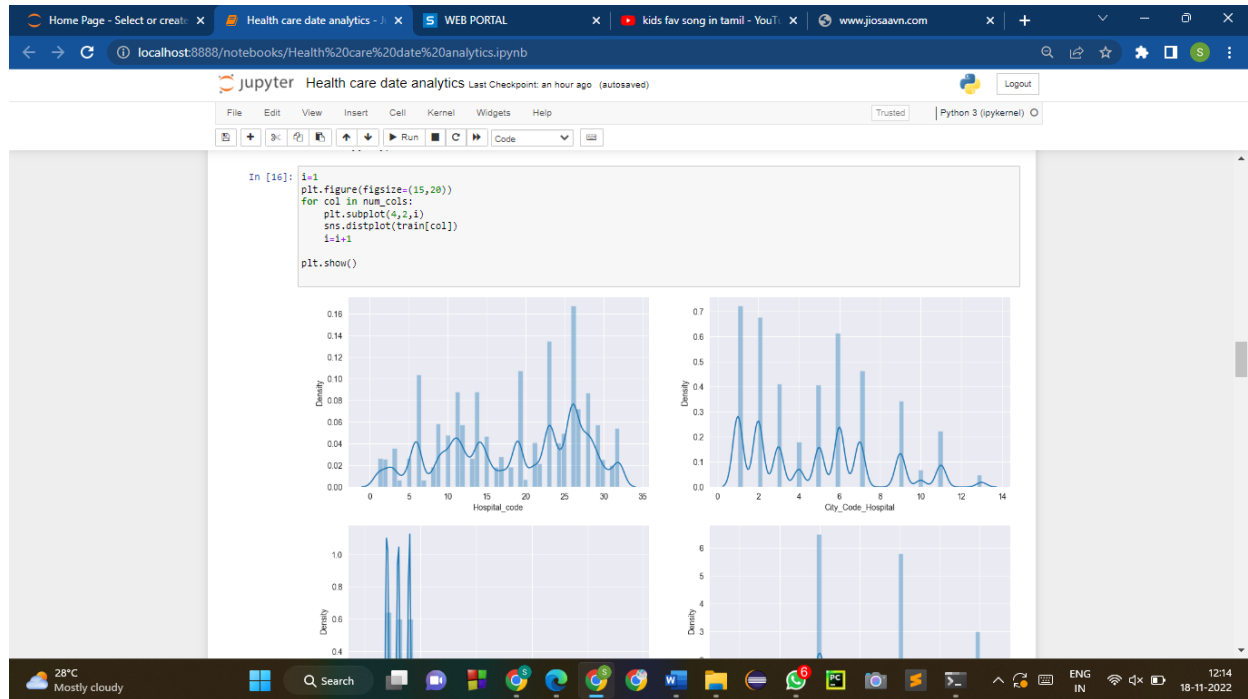 Home Page - Select or create
Health care date analytics - J
WEB PORTAL
kids fav song in tamil - YouTu
www.jiosaavn.com
localhost:8888/notebooks/Health%20care%20date%20analytics.ipynb
S
jupyter Health care date analytics Last Checkpoint: an hour ago (autosaved)
Logout
File Edit View Insert Cell Kernel Widgets Help
Trusted
Python 3 (ipykernel)
Run
Code
In [16]: i=1
plt.figure(figsize=(15,20))
for col in num_cols:
    plt.subplot(4,2,i)
    sns.distplot(train[col])
    i=i+1
plt.show()
0.16
0.14
0.12
0.10
0.08
0.06
0.04
0.02
0.00
Density
0 5 10 15 20 25 30 35
Hospital_code
0.7
0.6
0.5
0.4
0.3
0.2
0.1
0.0
Density
0 2 4 6 8 10 12 14
City_Code_Hospital
1.0
0.8
0.6
0.4
Density
6
5
4
3
Density
28°C
Mostly cloudy
Search
6
PC
ENG
IN
12:14
18-11-2022